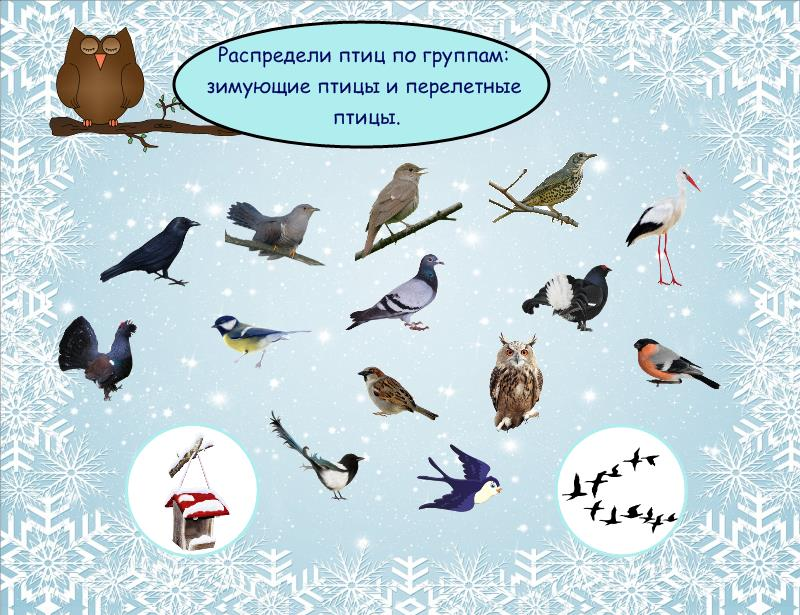 Распредели птиц по группам:
зимующие птицы и перелетные
птицы.